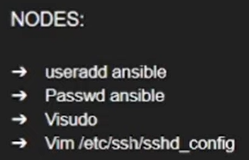 NODES:
➔ useradd ansible
➔ Passwd ansible
➔ Visudo
➔ Vim /etc/ssh/sshd_config